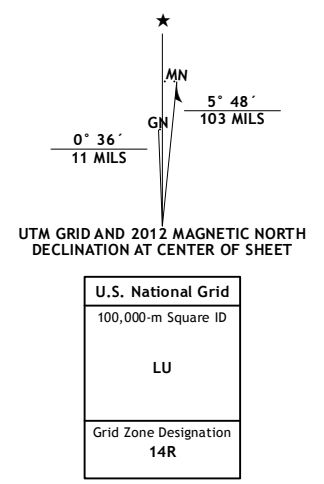 ★
MN
GN
5° 48´
103 MILS
0° 36´
11 MILS
UTM GRID AND 2012 MAGNETIC NORTH
DECLINATION AT CENTER OF SHEET
U.S. National Grid
100,000-m Square ID
LU
Grid Zone Designation
14R